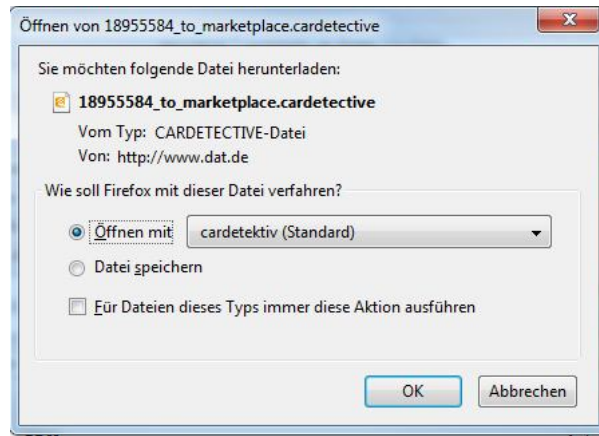 Öffnen von 18955584_to_marketplace.cardetective
Sie möchten folgende Datei herunterladen:
18955584_to_marketplace.cardetective
Vom Typ: CARDETECTIVE-Datei
Von: http://www.dat.de
Wie soll Firefox mit dieser Datei verfahren?
Öffnen mit cardetektiv (Standard)
Datei speichern
Für Dateien dieses Typs immer diese Aktion ausführen
OK Abbrechen